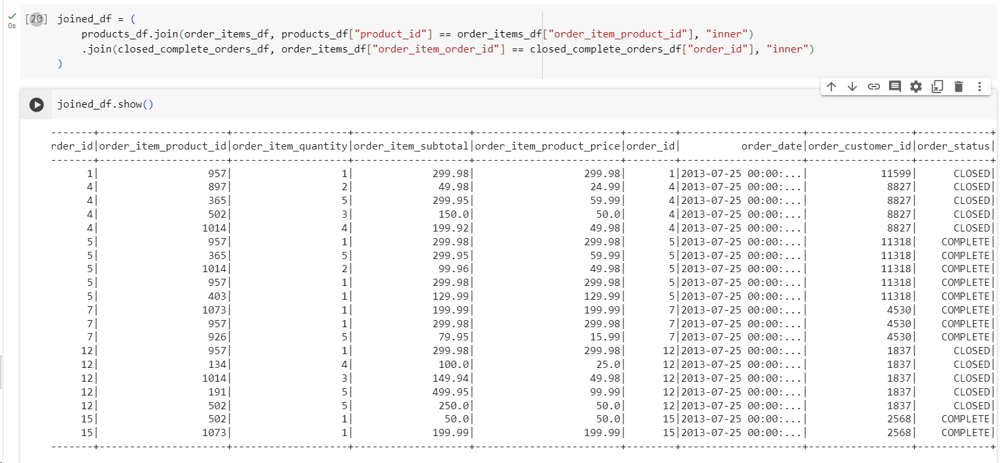 [20] joined_df = (
0s
products_df.join(order_items_df, products_df["product_id"] == order_items_df["order_item_product_id"], "inner")
.join(closed_complete_orders_df, order_items_df["order_item_order_id"] == closed_complete_orders_df["order_id"], "inner")
)
joined_df.show()
-------+----------------------+-------------------+-------------------+------------------------+--------+--------------------+-----------------+------------+
rder_id|order_item_product_id|order_item_quantity|order_item_subtotal|order_item_product_price|order_id| order_date|order_customer_id|order_status|
-------+----------------------+-------------------+-------------------+------------------------+--------+--------------------+-----------------+------------+
1| 957| 1| 299.98| 299.98| 1|2013-07-25 00:00:...| 11599| CLOSED|
4| 897| 2| 49.98| 24.99| 4|2013-07-25 00:00:...| 8827| CLOSED|
4| 365| 5| 299.95| 59.99| 4|2013-07-25 00:00:...| 8827| CLOSED|
4| 502| 3| 150.0| 50.0| 4|2013-07-25 00:00:...| 8827| CLOSED|
4| 1014| 4| 199.92| 49.98| 4|2013-07-25 00:00:...| 8827| CLOSED|
5| 957| 1| 299.98| 299.98| 5|2013-07-25 00:00:...| 11318| COMPLETE|
5| 365| 5| 299.95| 59.99| 5|2013-07-25 00:00:...| 11318| COMPLETE|
5| 1014| 2| 99.96| 49.98| 5|2013-07-25 00:00:...| 11318| COMPLETE|
5| 957| 1| 299.98| 299.98| 5|2013-07-25 00:00:...| 11318| COMPLETE|
5| 403| 1| 129.99| 129.99| 5|2013-07-25 00:00:...| 11318| COMPLETE|
7| 1073| 1| 199.99| 199.99| 7|2013-07-25 00:00:...| 4530| COMPLETE|
7| 957| 1| 299.98| 299.98| 7|2013-07-25 00:00:...| 4530| COMPLETE|
7| 926| 5| 79.95| 15.99| 7|2013-07-25 00:00:...| 4530| COMPLETE|
12| 957| 1| 299.98| 299.98| 12|2013-07-25 00:00:...| 1837| CLOSED|
12| 134| 4| 100.0| 25.0| 12|2013-07-25 00:00:...| 1837| CLOSED|
12| 1014| 3| 149.94| 49.98| 12|2013-07-25 00:00:...| 1837| CLOSED|
12| 191| 5| 499.95| 99.99| 12|2013-07-25 00:00:...| 1837| CLOSED|
12| 502| 5| 250.0| 50.0| 12|2013-07-25 00:00:...| 1837| CLOSED|
15| 502| 1| 50.0| 50.0| 15|2013-07-25 00:00:...| 2568| COMPLETE|
15| 1073| 1| 199.99| 199.99| 15|2013-07-25 00:00:...| 2568| COMPLETE|
-------+----------------------+-------------------+-------------------+------------------------+--------+--------------------+-----------------+------------+